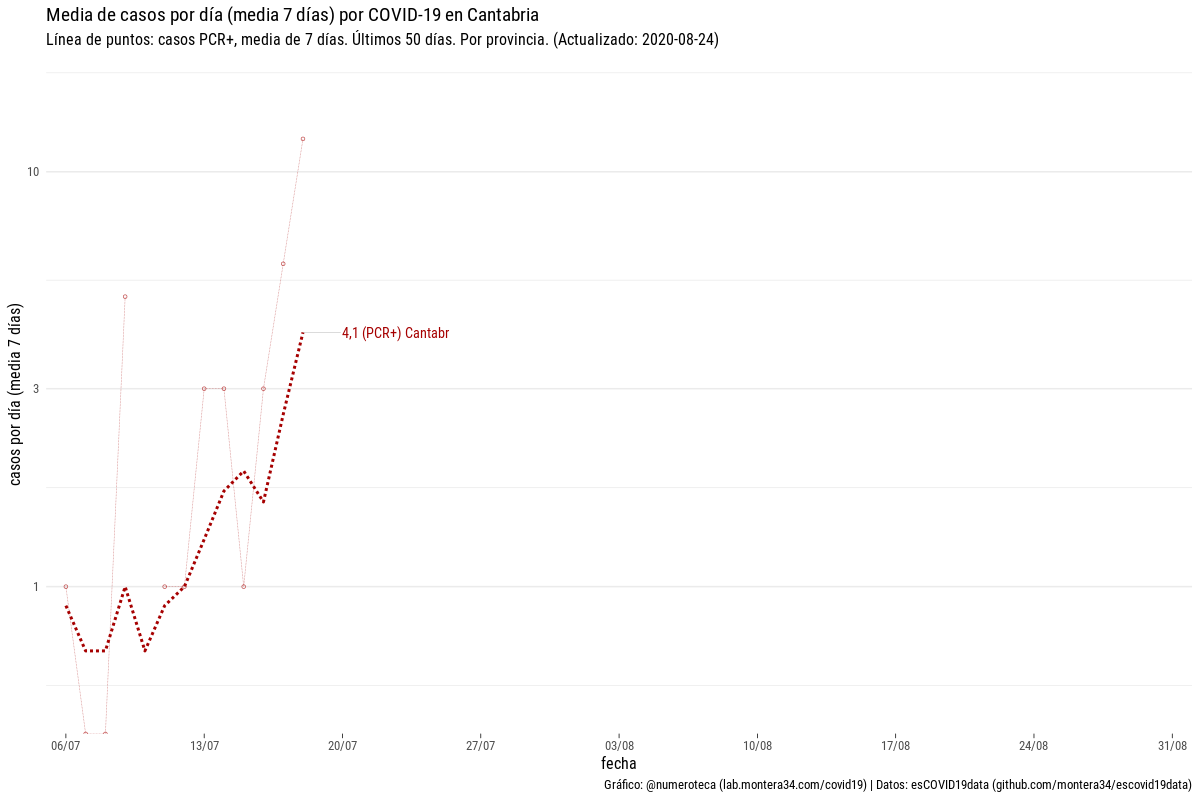 Media de casos por día (media 7 días) por COVID-19 en Cantabria
Línea de puntos: casos PCR+, media de 7 días. Últimos 50 días. Por provincia. (Actualizado: 2020-08-24)
casos por día (media 7 días)
10
3
1
4,1 (PCR+) Cantabr
06/07 13/07 20/07 27/07 03/08 10/08 17/08 24/08 31/08
fecha
Gráfico: @numeroteca (lab.montera34.com/covid19) | Datos: esCOVID19data (github.com/montera34/escovid19data)